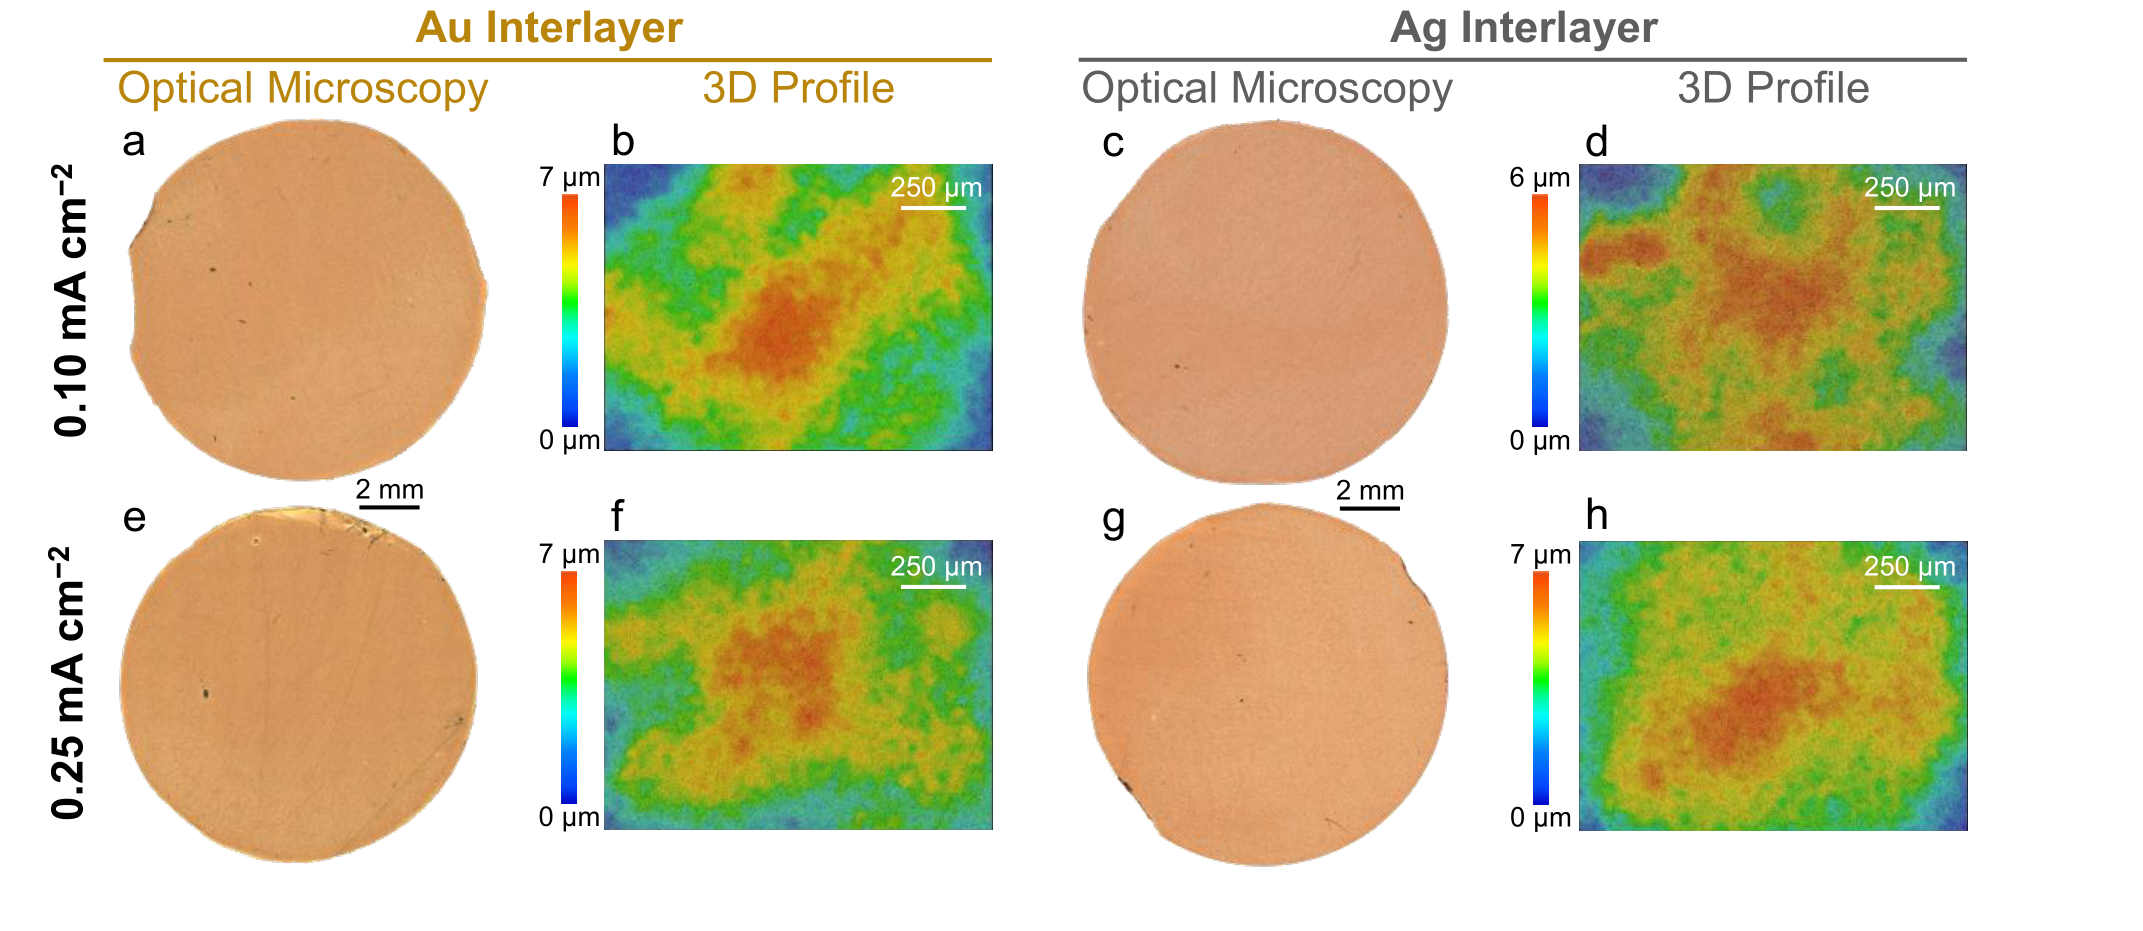 Au Interlayer
Ag Interlayer
Optical Microscopy
3D Profile
Optical Microscopy
3D Profile
0.10 mA cm⁻²
a
b
7 µm
0 µm
250 µm
c
d
6 µm
0 µm
250 µm
2 mm
2 mm
0.25 mA cm⁻²
e
f
7 µm
0 µm
250 µm
g
h
7 µm
0 µm
250 µm